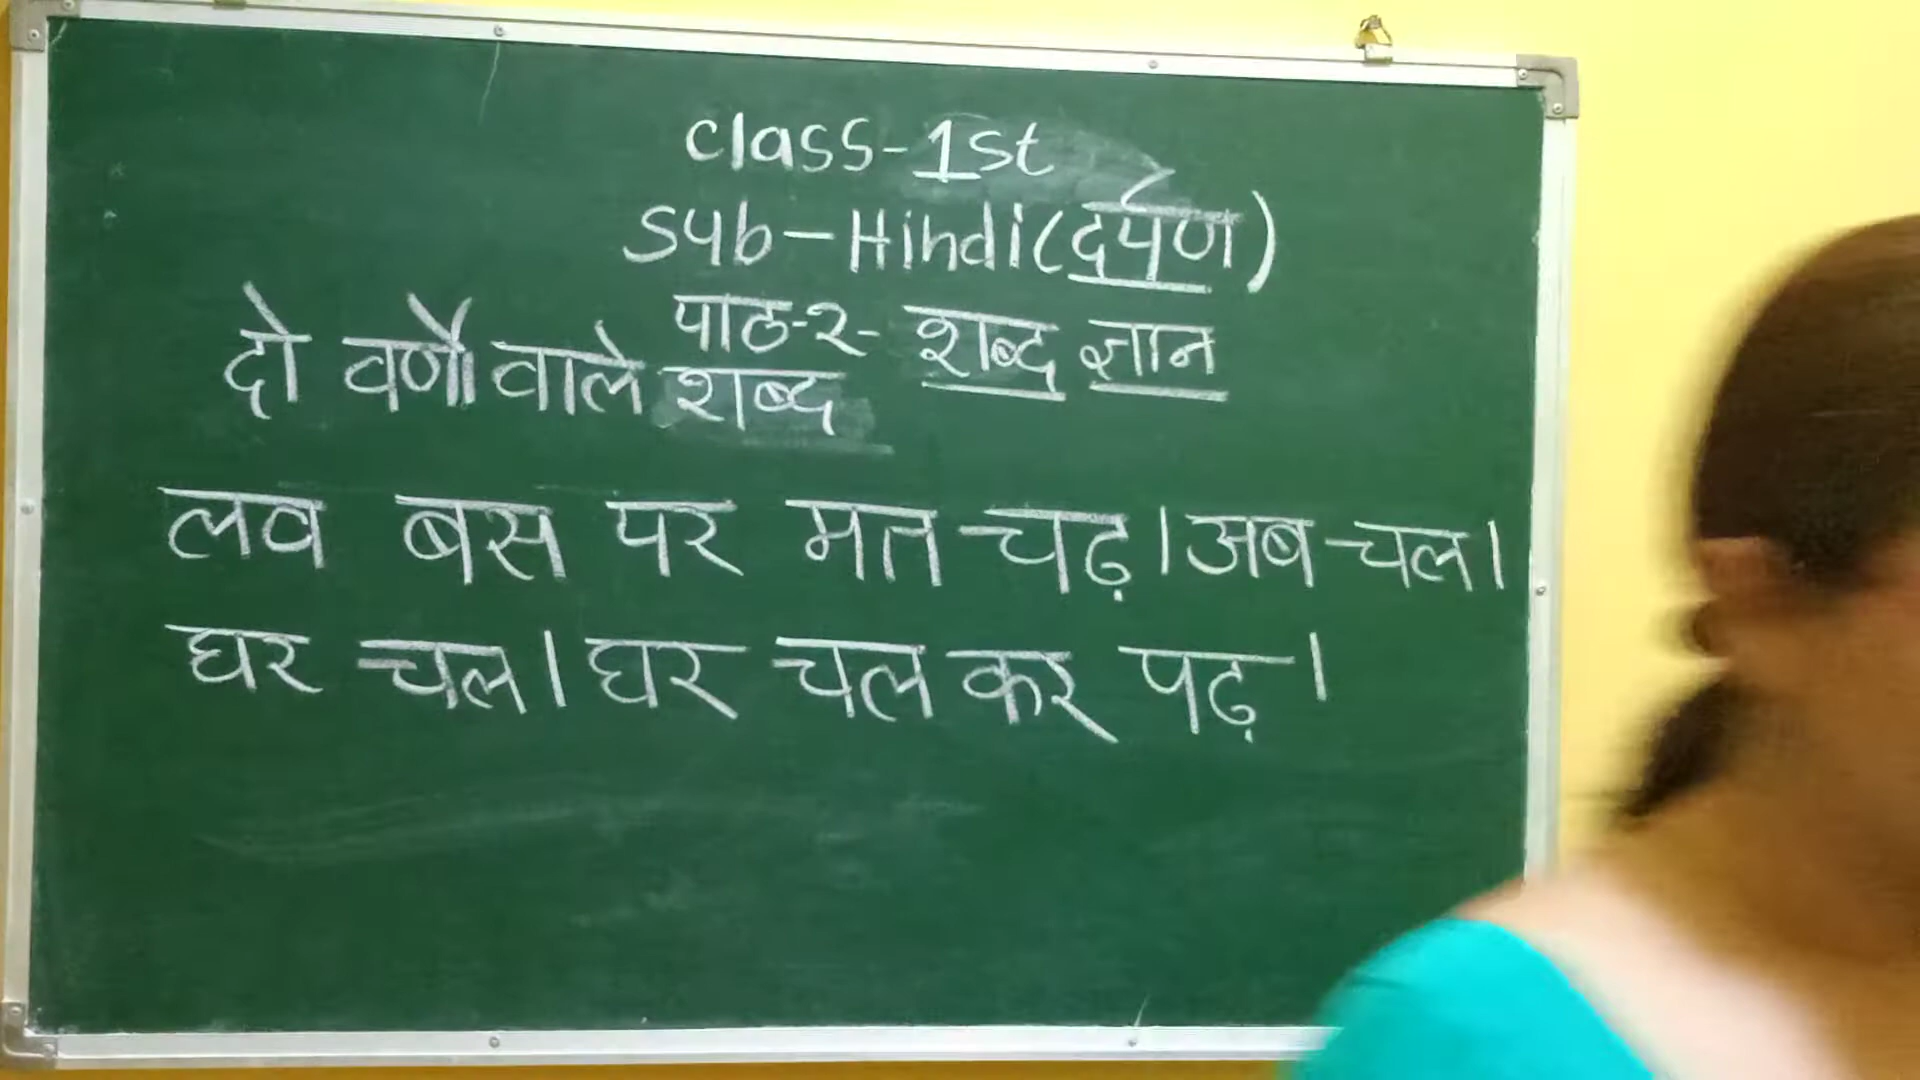 Class-1st
Sub-Hindi(दर्पण)
पाठ-२- शब्द ज्ञान
दो वर्णों वाले शब्द
लव बस पर मत चढ़। अब चल।
घर चल। घर चल कर पढ़।